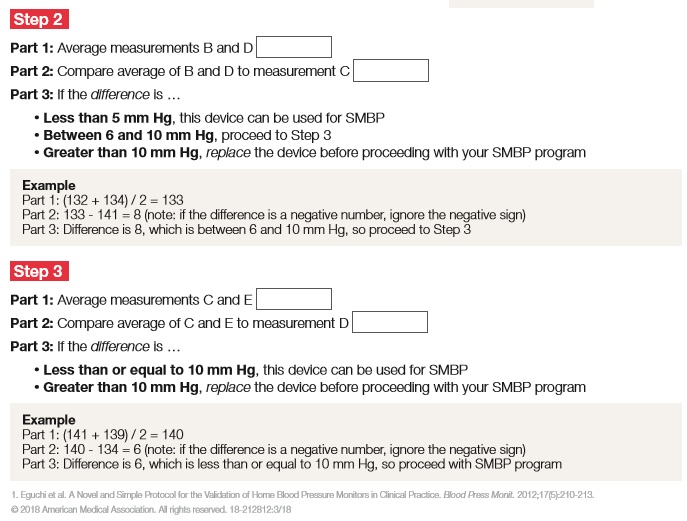 Step 2
Part 1: Average measurements B and D
Part 2: Compare average of B and D to measurement C
Part 3: If the difference is …
• Less than 5 mm Hg, this device can be used for SMBP
• Between 6 and 10 mm Hg, proceed to Step 3
• Greater than 10 mm Hg, replace the device before proceeding with your SMBP program
Example
Part 1: (132 + 134) / 2 = 133
Part 2: 133 - 141 = 8 (note: if the difference is a negative number, ignore the negative sign)
Part 3: Difference is 8, which is between 6 and 10 mm Hg, so proceed to Step 3
Step 3
Part 1: Average measurements C and E
Part 2: Compare average of C and E to measurement D
Part 3: If the difference is …
• Less than or equal to 10 mm Hg, this device can be used for SMBP
• Greater than 10 mm Hg, replace the device before proceeding with your SMBP program
Example
Part 1: (141 + 139) / 2 = 140
Part 2: 140 - 134 = 6 (note: if the difference is a negative number, ignore the negative sign)
Part 3: Difference is 6, which is less than or equal to 10 mm Hg, so proceed with SMBP program
1. Eguchi et al. A Novel and Simple Protocol for the Validation of Home Blood Pressure Monitors in Clinical Practice. Blood Press Monit. 2012;17(5):210-213.
© 2018 American Medical Association. All rights reserved. 18-212812:3/18